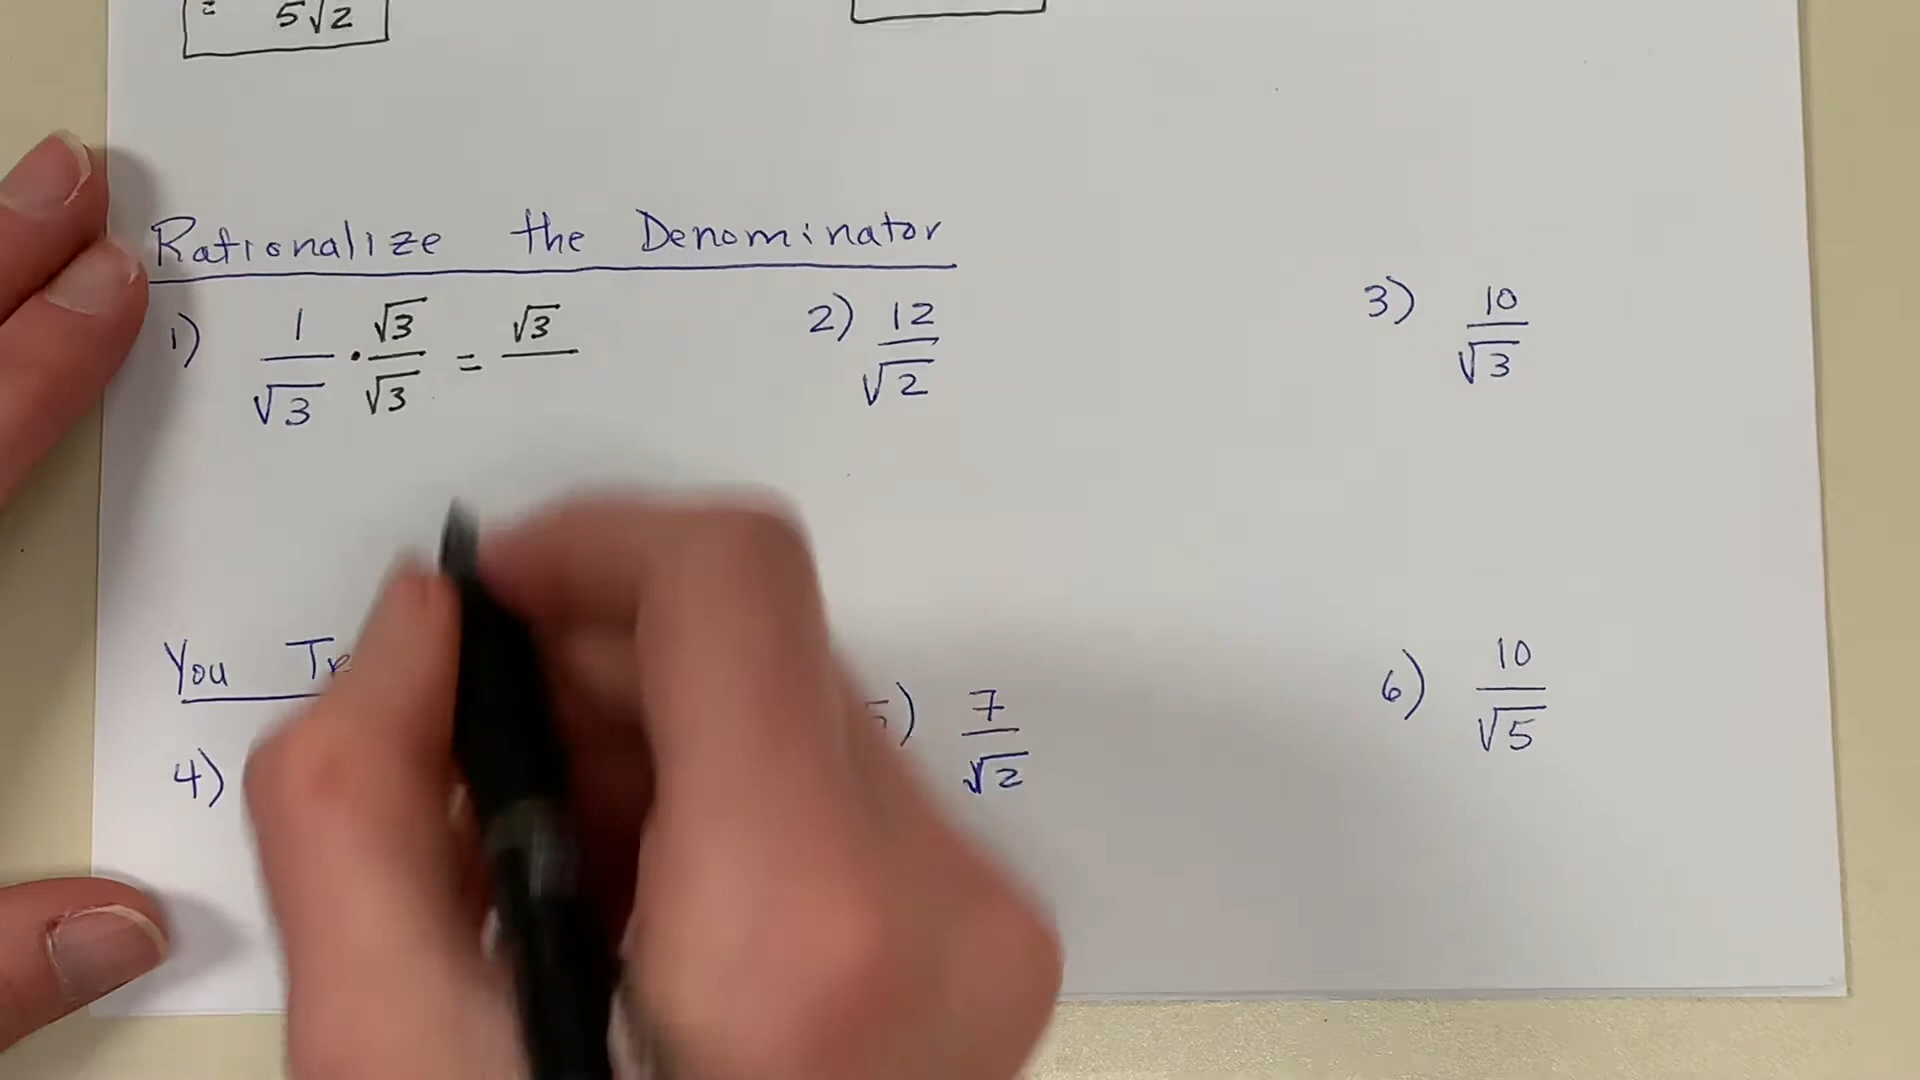 = 5√2
Rationalize the Denominator
1) 1/√3 · √3/√3 = √3/
2) 12/√2
3) 10/√3
You
4)
7/√2
6) 10/√5